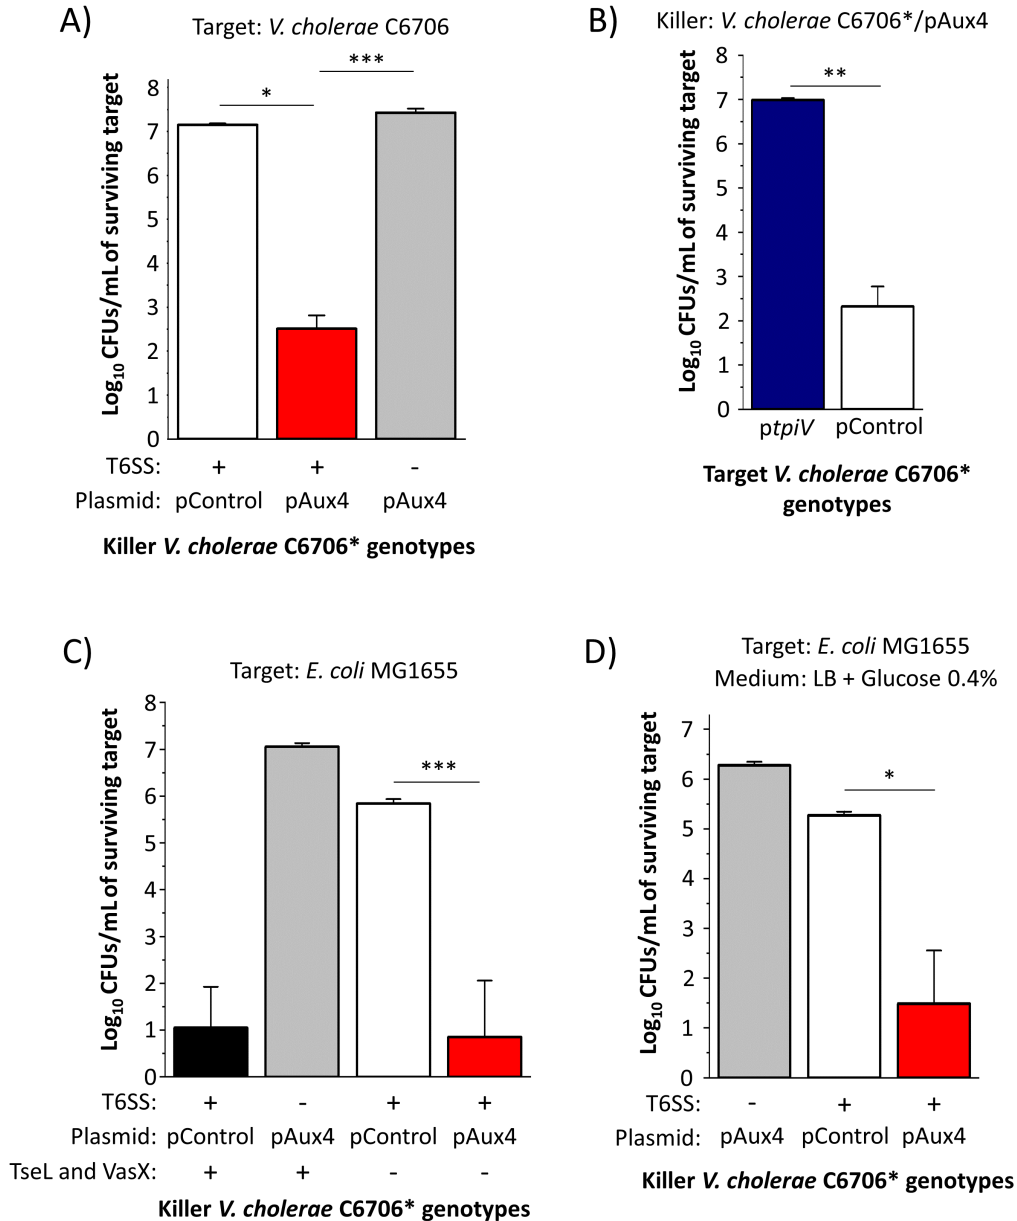 A)
Target: V. cholerae C6706
***
*
Log10 CFUs/mL of surviving target
8
7
6
5
4
3
2
1
0
T6SS: + + -
Plasmid: pControl pAux4 pAux4
Killer V. cholerae C6706* genotypes
B)
Killer: V. cholerae C6706*/pAux4
**
Log10 CFUs/mL of surviving target
8
7
6
5
4
3
2
1
0
ptpiV pControl
Target V. cholerae C6706*
genotypes
C)
Target: E. coli MG1655
***
Log10 CFUs/mL of surviving target
8
7
6
5
4
3
2
1
0
T6SS: + - + +
Plasmid: pControl pAux4 pControl pAux4
TseL and VasX: + + - -
Killer V. cholerae C6706* genotypes
D)
Target: E. coli MG1655
Medium: LB + Glucose 0.4%
*
Log10 CFUs/mL of surviving target
7
6
5
4
3
2
1
0
T6SS: - + +
Plasmid: pAux4 pControl pAux4
Killer V. cholerae C6706* genotypes